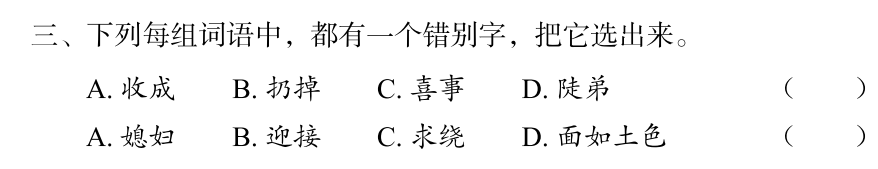 三、下列每组词语中，都有一个错别字，把它选出来。
A. 收成 B. 扔掉 C. 喜事 D. 陡弟 （ ）
A. 媳妇 B. 迎接 C. 求绕 D. 面如土色 （ ）